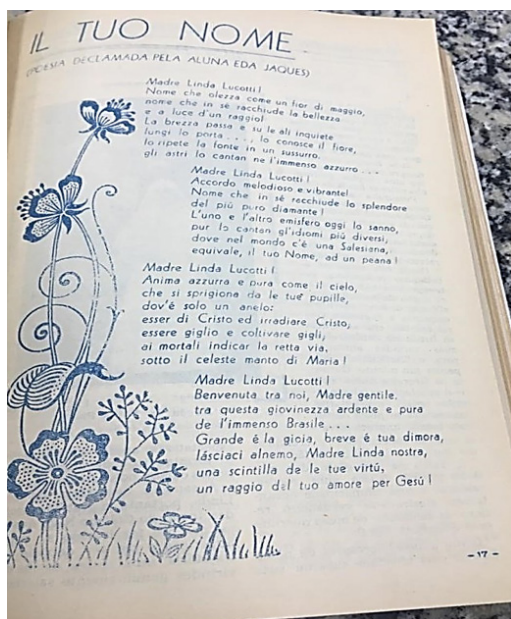 IL TUO NOME
(POESIA DECLAMADA PELA ALUNA EDA JAQUES)
Madre Linda Lucotti !
Nome che olezza come un fior di maggio,
nome che in sè racchiude la bellezza
e a luce d'un raggio!
La brezza passa e su le ali inquiete
lungi lo porta . . . , lo conosce il fiore,
lo ripete la fonte in un sussurro,
gli astri lo cantan ne l'immenso azzurro . . .
Madre Linda Lucotti !
Accordo melodioso e vibrante!
Nome che in sé recchiude lo splendore
del più puro diamante !
L'uno e l'altro emisfero oggi lo sanno,
pur lo cantan gl'idiomi più diversi,
dove nel mondo c'é una Salesiana,
equivale, il tuo Nome, ad un peana !
Madre Linda Lucotti !
Anima azzurra e pura come il cielo,
che si sprigiona da le tue pupille,
dov'é solo un anelo:
esser di Cristo ed irradiare Cristo,
essere giglio e coltivare gigli,
ai mortali indicar la retta via,
sotto il celeste manto di Maria !
Madre Linda Lucotti !
Benvenuta tra noi, Madre gentile.
tra questa giovinezza ardente e pura
de l'immenso Brasile . . .
Grande é la gioia, breve é tua dimora,
lásciaci alnemo, Madre Linda nostra,
una scintilla de le tue virtú,
un raggio del tuo amore per Gesú !
– 17 –